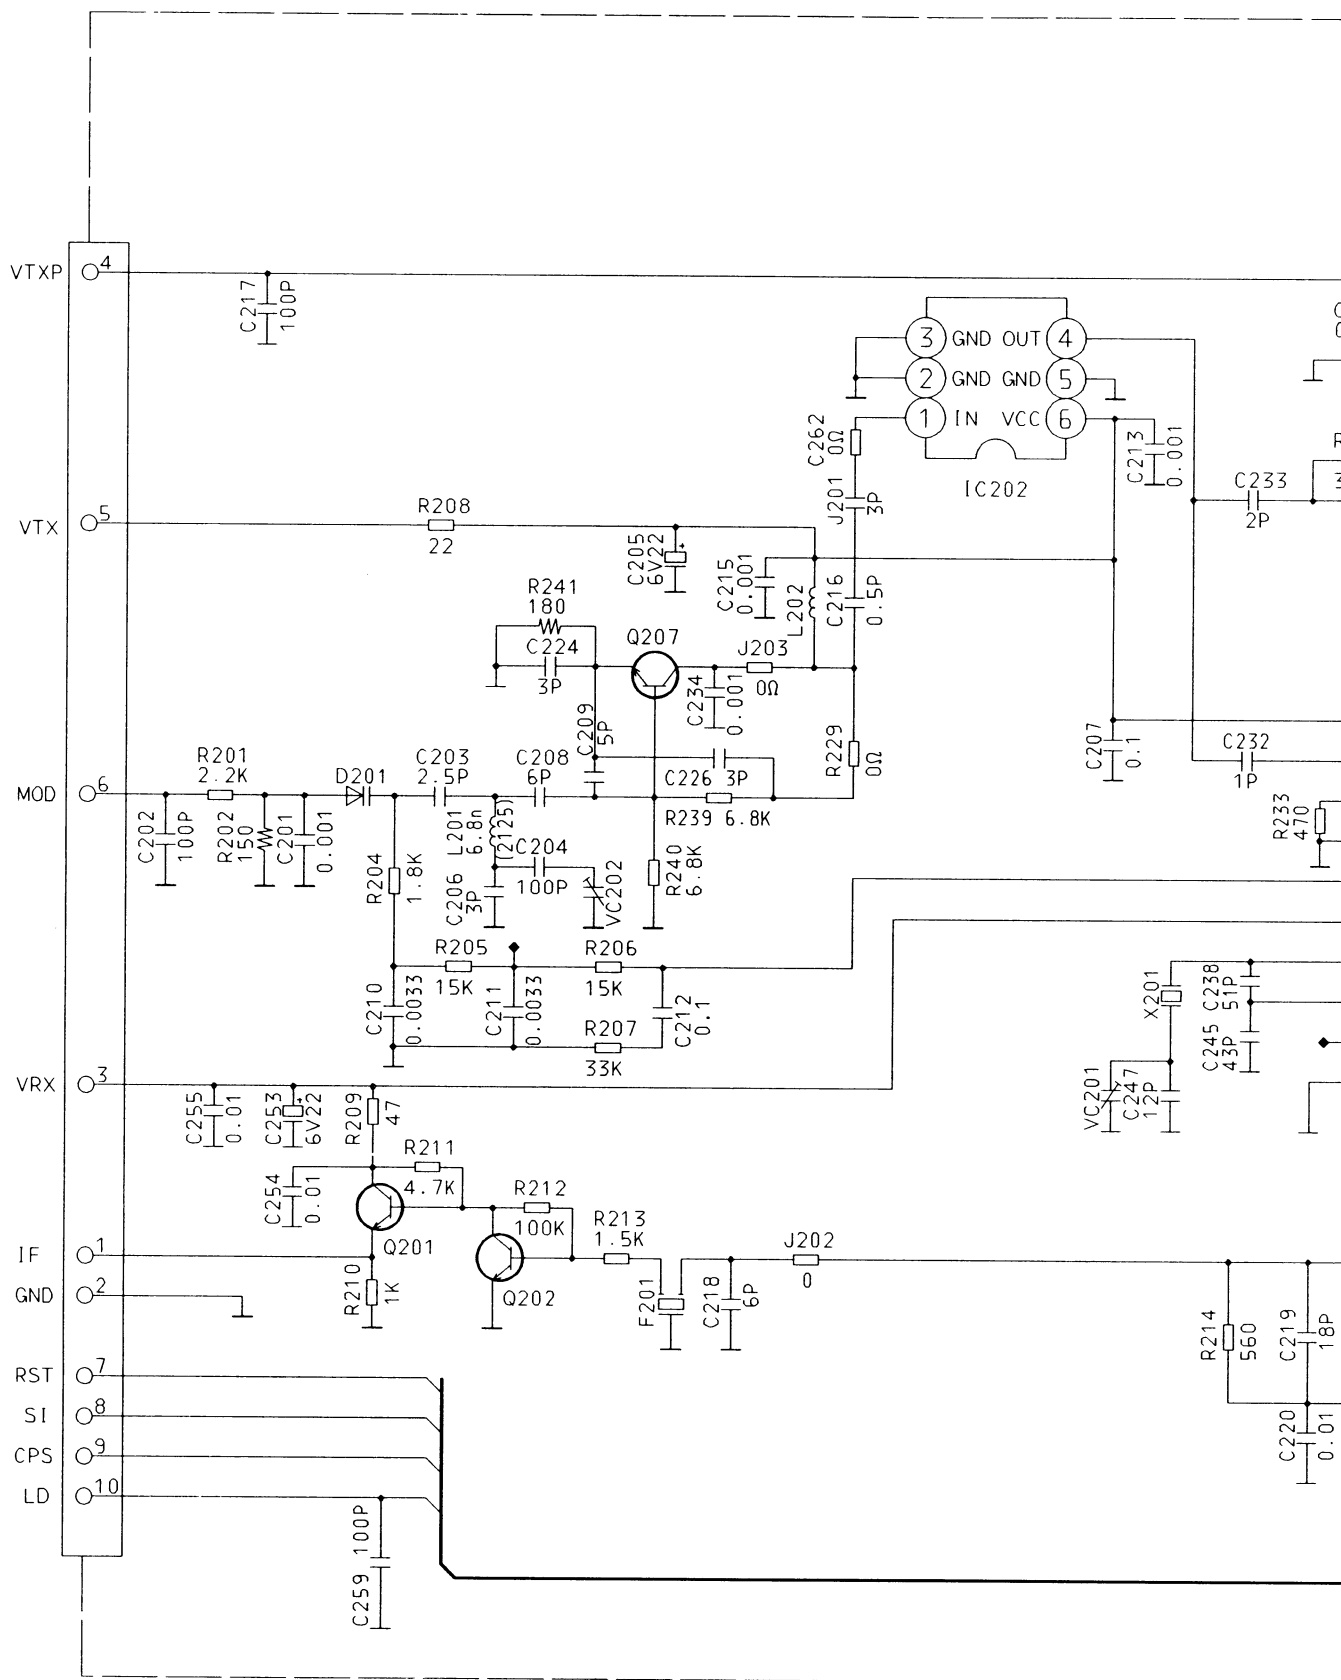 VTXP
4
C217
100P
3
GND
OUT
4
2
GND
GND
5
1
IN
VCC
6
IC202
C262
0Ω
J201
3P
C213
0.001
C233
2P
R
3
VTX
5
R208
22
C205
6V22
C215
0.001
L202
C216
0.5P
R241
180
C224
3P
Q207
J203
0Ω
C234
0.001
C209
5P
R229
0Ω
C207
0.1
C232
1P
MOD
6
R201
2.2K
D201
C203
2.5P
C208
6P
C226
3P
R239
6.8K
C202
100P
R202
150
C201
0.001
R204
1.8K
L201
6.8n
(2125)
C204
100P
C206
3P
VC202
R240
6.8K
R233
470
R205
15K
R206
15K
C210
0.0033
C211
0.0033
C212
0.1
R207
33K
X201
C238
51P
C245
43P
VC201
C247
12P
VRX
3
C255
0.01
C253
6V22
R209
47
R211
4.7K
C254
0.01
R212
100K
R213
1.5K
J202
0
IF
1
Q201
GND
2
R210
1K
Q202
F201
C218
6P
R214
560
C219
18P
C220
0.01
RST
7
SI
8
CPS
9
LD
10
C259
100P